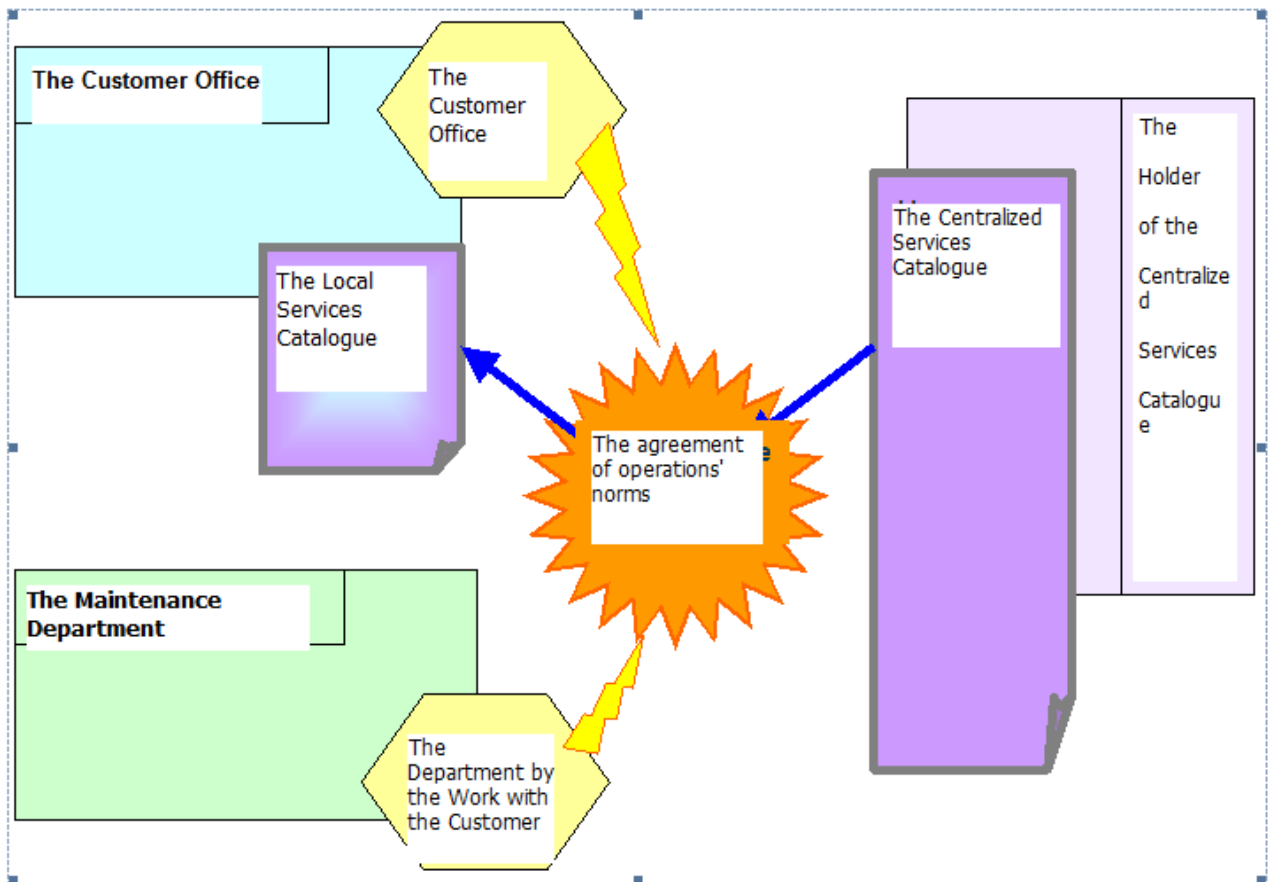 The Customer Office
The
Customer
Office
The
Holder
of the
Centralize
d
Services
Catalogu
e
The Centralized
Services
Catalogue
The Local
Services
Catalogue
The agreement
of operations'
norms
e
The Maintenance
Department
The
Department by
the Work with
the Customer